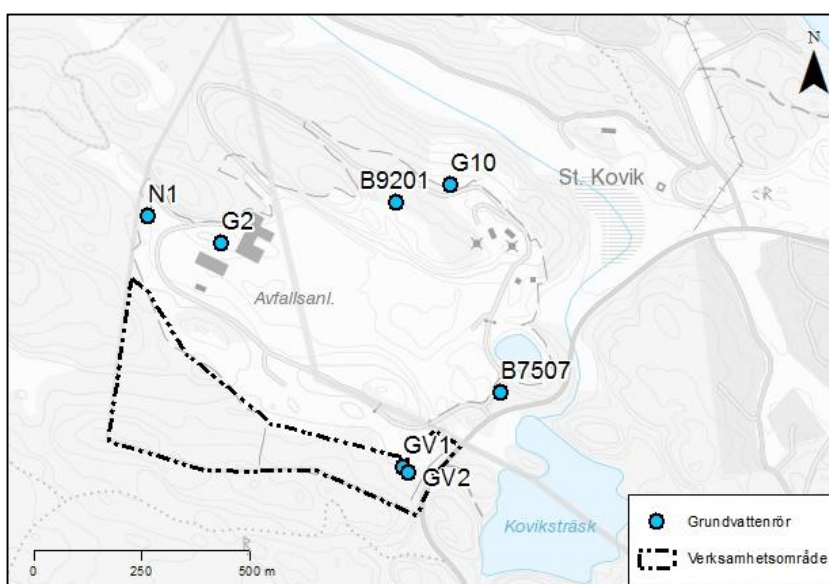 N
G10
St. Kovik
B9201
N1
G2
R
Avfallsanl.
B7507
GV1
GV2
Koviksträsk
Grundvattenrör
Verksamhetsområde
R
0 250 500 m